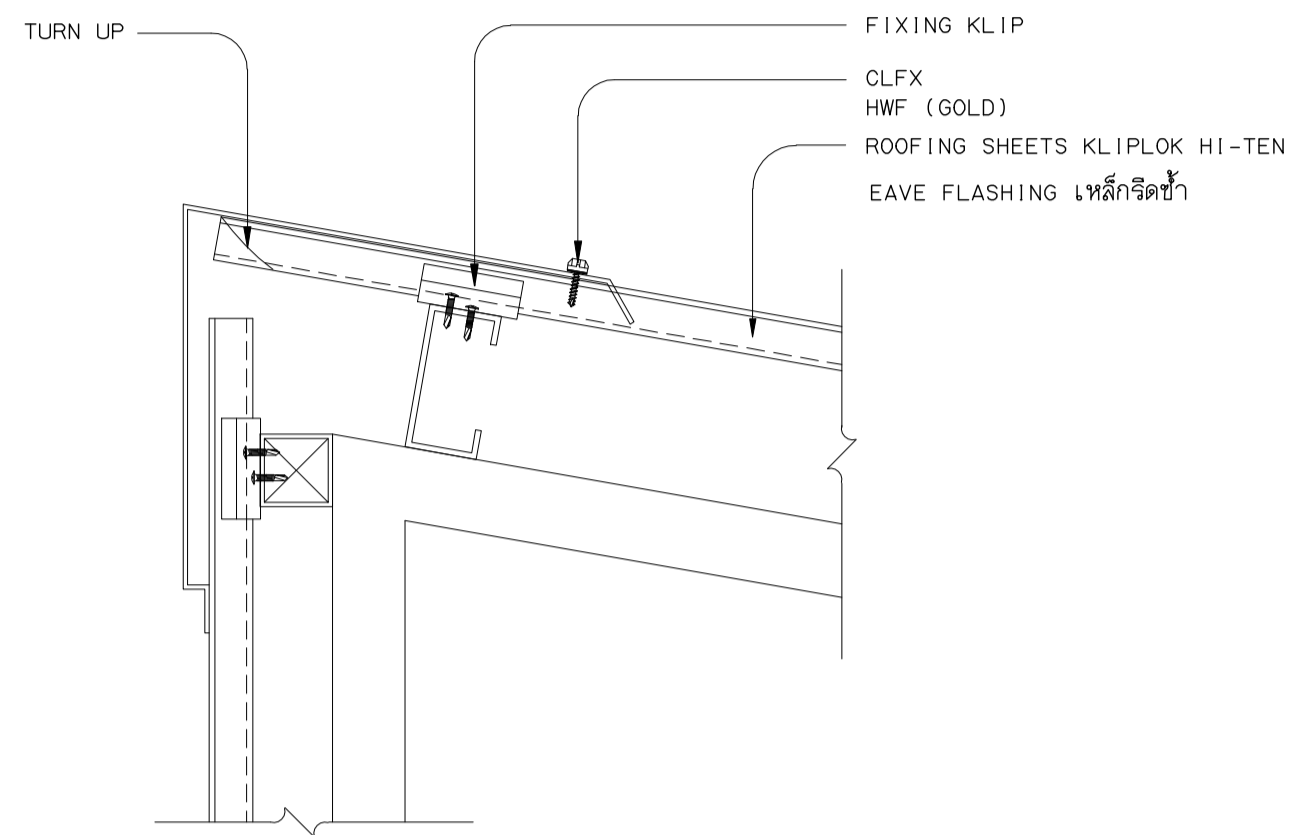 TURN UP
FIXING KLIP
CLFX
HWF (GOLD)
ROOFING SHEETS KLIPLOK HI-TEN
EAVE FLASHING เหล็กรีดซ้ำ